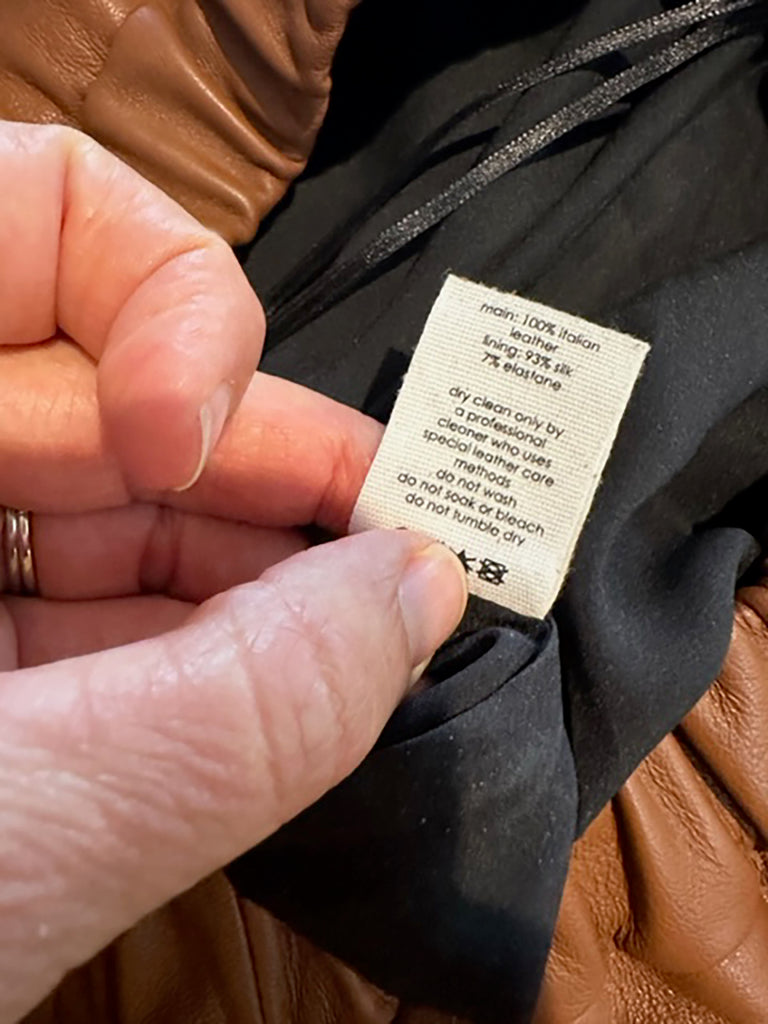 main: 100% italian
leather
lining: 93% silk
7% elastane
dry clean only by
a professional
cleaner who uses
special leather care
methods
do not wash
do not soak or bleach
do not tumble dry